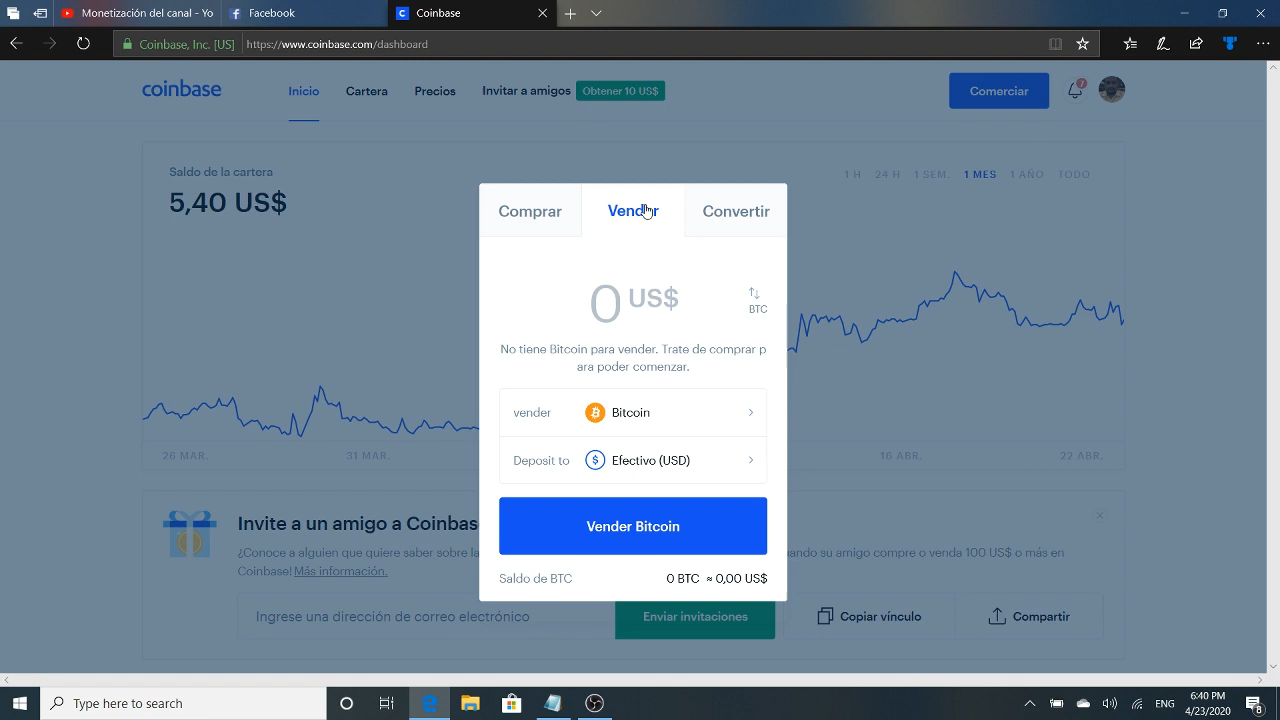 Monetización del canal - Yo
Facebook
Coinbase
Coinbase, Inc. [US]
https://www.coinbase.com/dashboard
coinbase
Inicio
Cartera
Precios
Invitar a amigos
Obtener 10 US$
Comerciar
Saldo de la cartera
5,40 US$
1 H
24 H
1 SEM.
1 MES
1 AÑO
TODO
Comprar
Vender
Convertir
0 US$
BTC
No tiene Bitcoin para vender. Trate de comprar p
ara poder comenzar.
vender
Bitcoin
Deposit to
Efectivo (USD)
Vender Bitcoin
Saldo de BTC
0 BTC ≈ 0,00 US$
26 MAR.
31 MAR.
16 ABR.
22 ABR.
Invite a un amigo a Coinbas
¿Conoce a alguien que quiere saber sobre la
uando su amigo compre o venda 100 US$ o más en
Coinbase! Más información.
Ingrese una dirección de correo electrónico
Enviar invitaciones
Copiar vínculo
Compartir
Type here to search
ENG
6:40 PM
4/23/2020
8